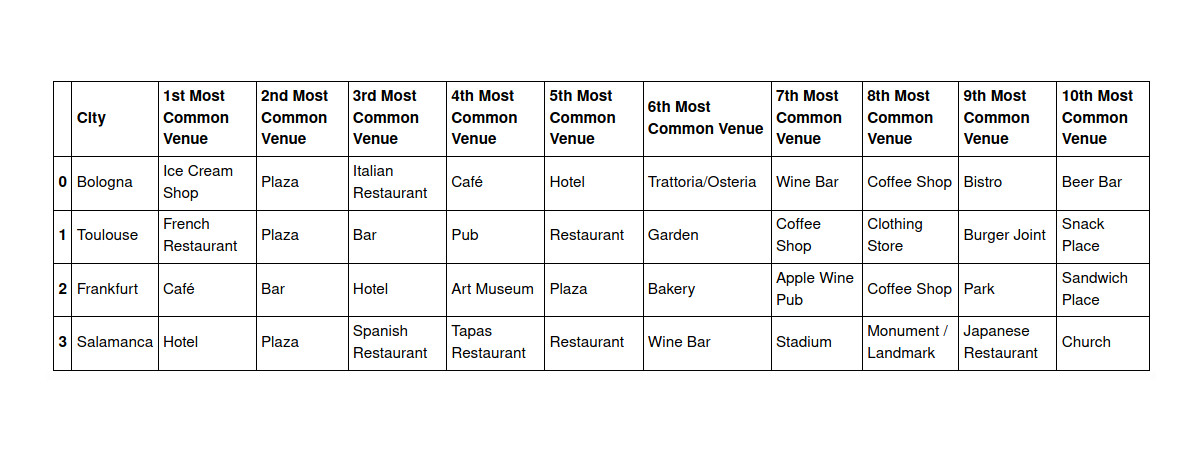 CIty 1st Most Common Venue 2nd Most Common Venue 3rd Most Common Venue 4th Most Common Venue 5th Most Common Venue 6th Most Common Venue 7th Most Common Venue 8th Most Common Venue 9th Most Common Venue 10th Most Common Venue
0 Bologna Ice Cream Shop Plaza Italian Restaurant Café Hotel Trattoria/Osteria Wine Bar Coffee Shop Bistro Beer Bar
1 Toulouse French Restaurant Plaza Bar Pub Restaurant Garden Coffee Shop Clothing Store Burger Joint Snack Place
2 Frankfurt Café Bar Hotel Art Museum Plaza Bakery Apple Wine Pub Coffee Shop Park Sandwich Place
3 Salamanca Hotel Plaza Spanish Restaurant Tapas Restaurant Restaurant Wine Bar Stadium Monument / Landmark Japanese Restaurant Church